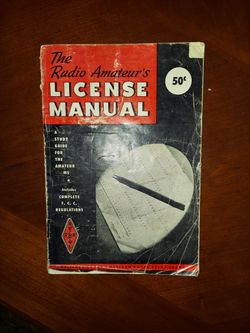 The
Radio Amateur's
LICENSE
MANUAL
50¢
A
STUDY
GUIDE
FOR
THE
AMATEUR
Includes
COMPLETE
F. C. C.
REGULATIONS